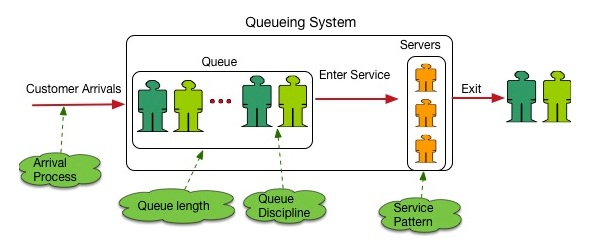 Queueing System
Servers
Queue
Customer Arrivals
Enter Service
Exit
Arrival
Process
Queue length
Queue
Discipline
Service
Pattern